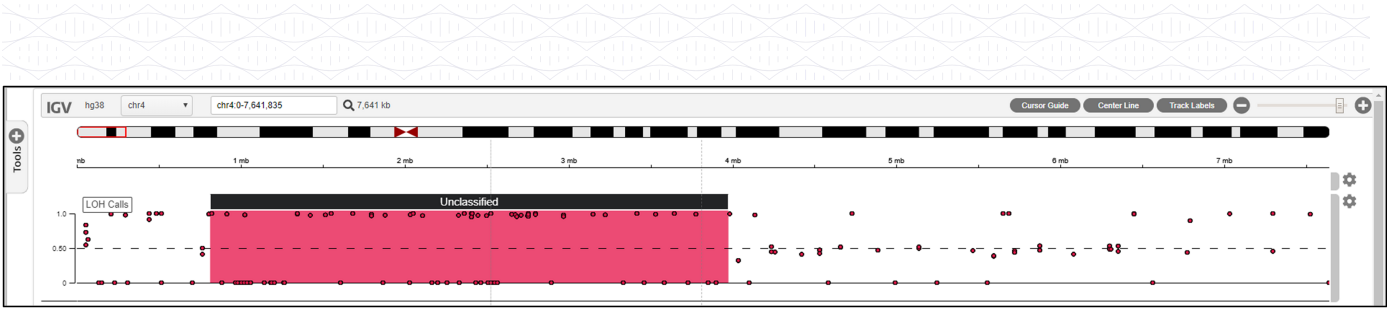 IGV hg38 chr4 chr4:0-7,641,835 7,641 kb Cursor Guide Center Line Track Labels
Tools
mb 1 mb 2 mb 3 mb 4 mb 5 mb 6 mb 7 mb
LOH Calls Unclassified
1.0
0.50
0